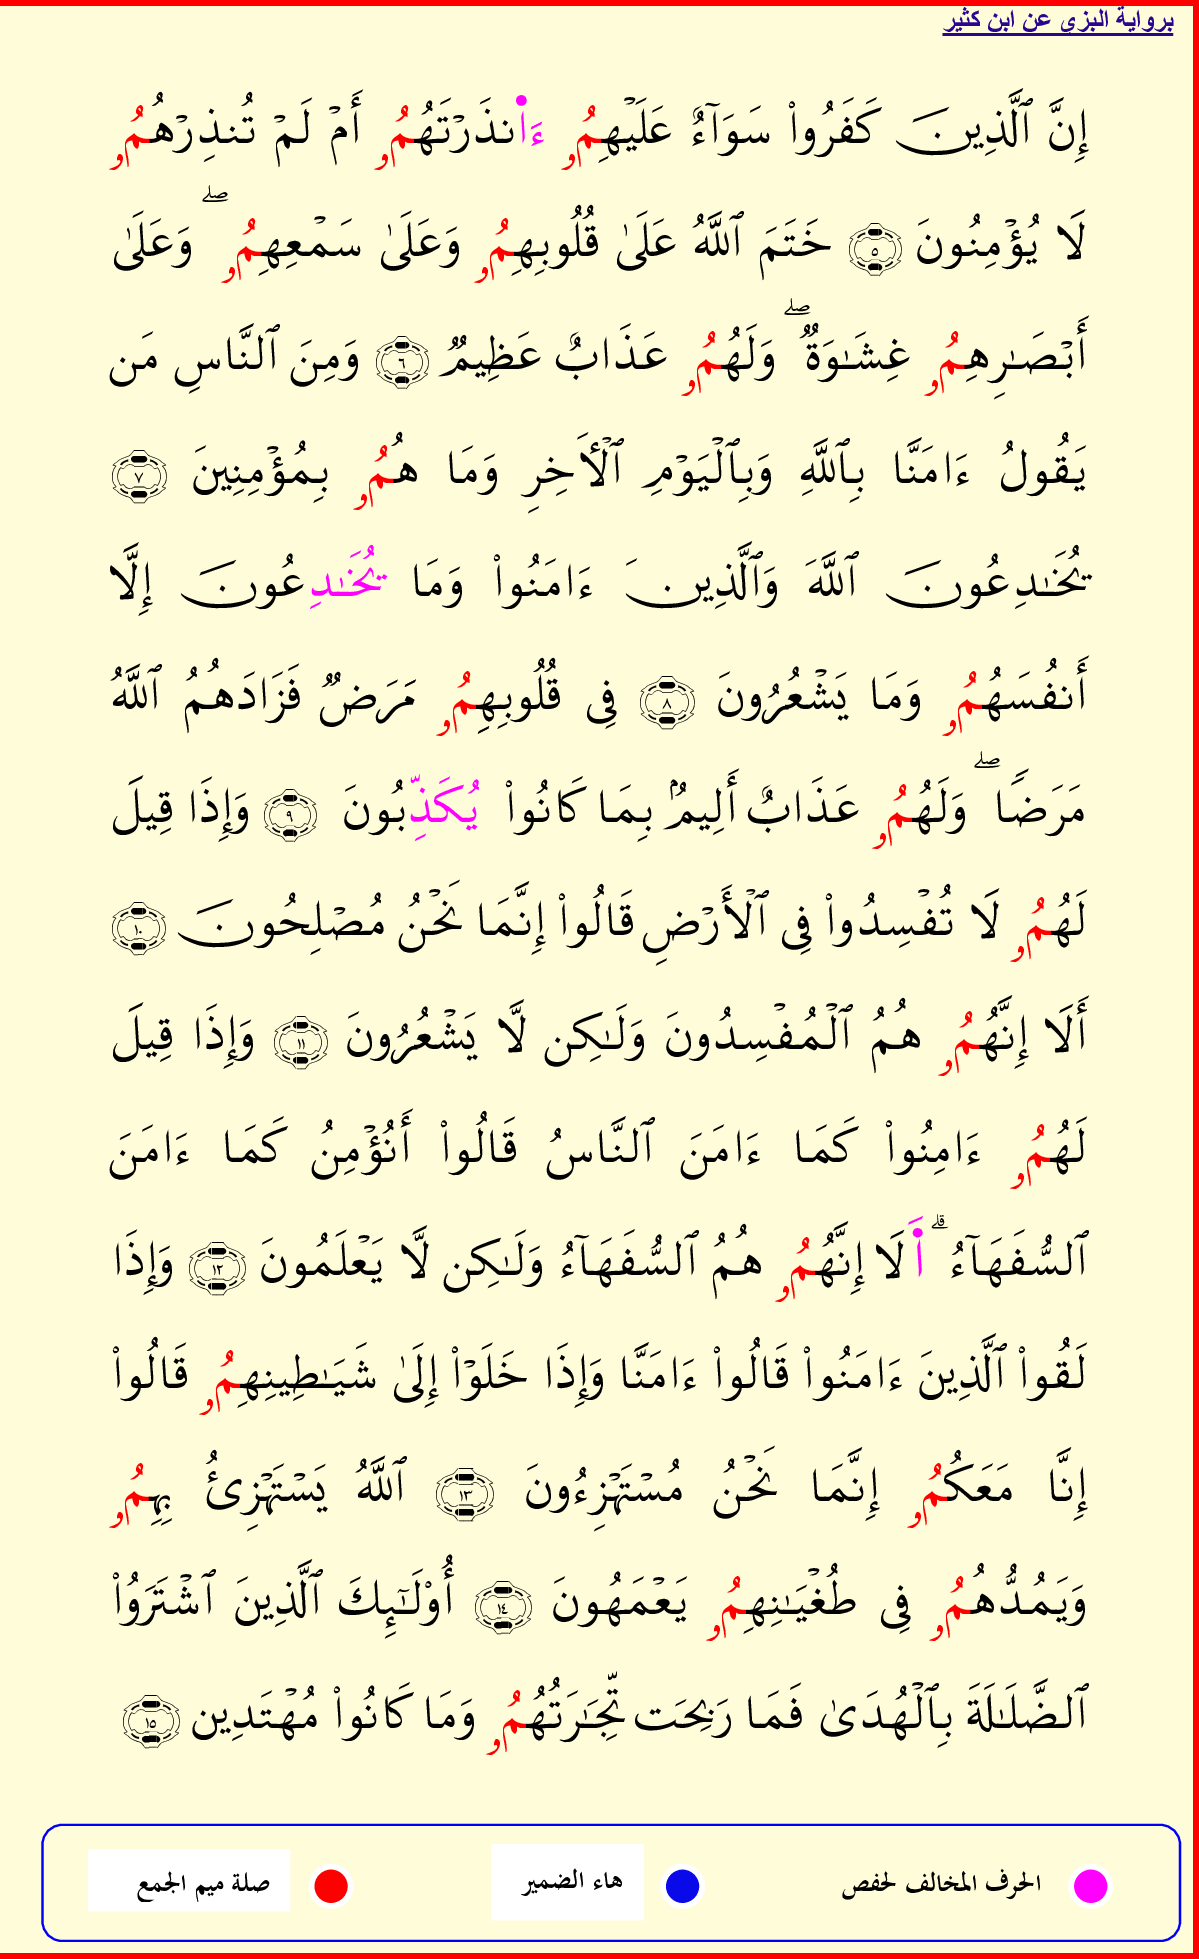 برواية البزي عن ابن كثير
إِنَّ ٱلَّذِينَ كَفَرُواْ سَوَآءٌ عَلَيۡهِمُۥ ءَا۬نذَرۡتَهُمُۥ أَمۡ لَمۡ تُنذِرۡهُمُۥ
لَا يُؤۡمِنُونَ ٥ خَتَمَ ٱللَّهُ عَلَىٰ قُلُوبِهِمُۥ وَعَلَىٰ سَمۡعِهِمُۥۖ وَعَلَىٰ
أَبۡصَٰرِهِمُۥ غِشَٰوَةٞۖ وَلَهُمُۥ عَذَابٌ عَظِيمٞ ٦ وَمِنَ ٱلنَّاسِ مَن
يَقُولُ ءَامَنَّا بِٱللَّهِ وَبِٱلۡيَوۡمِ ٱلۡأٓخِرِ وَمَا هُمُۥ بِمُؤۡمِنِينَ ٧
يُخَٰدِعُونَ ٱللَّهَ وَٱلَّذِينَ ءَامَنُواْ وَمَا يُخَٰدِعُونَ إِلَّا
أَنفُسَهُمُۥ وَمَا يَشۡعُرُونَ ٨ فِي قُلُوبِهِمُۥ مَرَضٞ فَزَادَهُمُ ٱللَّهُ
مَرَضٗاۖ وَلَهُمُۥ عَذَابٌ أَلِيمُۢ بِمَا كَانُواْ يُكَذِّبُونَ ٩ وَإِذَا قِيلَ
لَهُمُۥ لَا تُفۡسِدُواْ فِي ٱلۡأَرۡضِ قَالُواْ إِنَّمَا نَحۡنُ مُصۡلِحُونَ ١٠
أَلَا إِنَّهُمُۥ هُمُ ٱلۡمُفۡسِدُونَ وَلَٰكِن لَّا يَشۡعُرُونَ ١١ وَإِذَا قِيلَ
لَهُمُۥ ءَامِنُواْ كَمَا ءَامَنَ ٱلنَّاسُ قَالُواْ أَنُؤۡمِنُ كَمَا ءَامَنَ
ٱلسُّفَهَآءُۗ اَ۬لَا إِنَّهُمُۥ هُمُ ٱلسُّفَهَآءُ وَلَٰكِن لَّا يَعۡلَمُونَ ١٢ وَإِذَا
لَقُواْ ٱلَّذِينَ ءَامَنُواْ قَالُواْ ءَامَنَّا وَإِذَا خَلَوۡاْ إِلَىٰ شَيَٰطِينِهِمُۥ قَالُواْ
إِنَّا مَعَكُمُۥ إِنَّمَا نَحۡنُ مُسۡتَهۡزِءُونَ ١٣ ٱللَّهُ يَسۡتَهۡزِئُ بِهِمُۥ
وَيَمُدُّهُمُۥ فِي طُغۡيَٰنِهِمُۥ يَعۡمَهُونَ ١٤ أُوْلَٰٓئِكَ ٱلَّذِينَ ٱشۡتَرَوُاْ
ٱلضَّلَٰلَةَ بِٱلۡهُدَىٰ فَمَا رَبِحَت تِّجَٰرَتُهُمُۥ وَمَا كَانُواْ مُهۡتَدِين ١٥
الحرف المخالف لحفص هاء الضمير صلة ميم الجمع